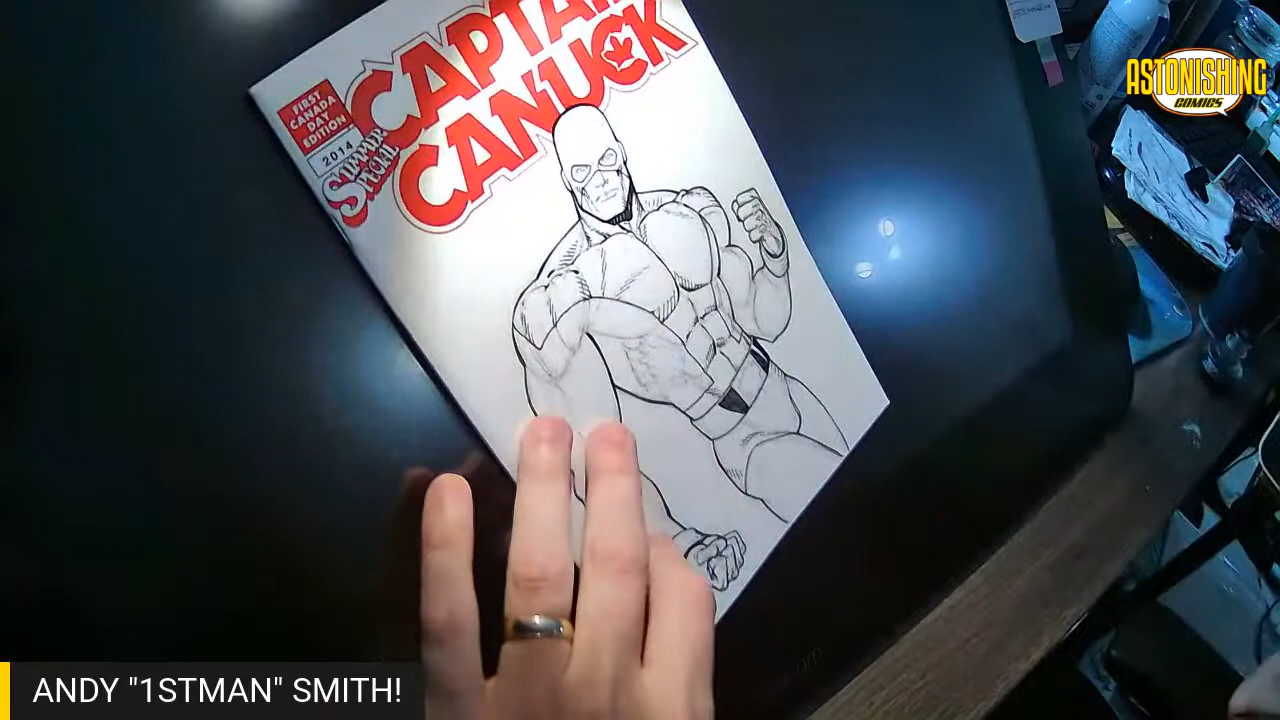 CAPTAIN
CANUCK
FIRST
CANADA
DAY
EDITION
2014
SUMMER
SPECIAL
ASTONISHING
COMICS
ANDY "1STMAN" SMITH!